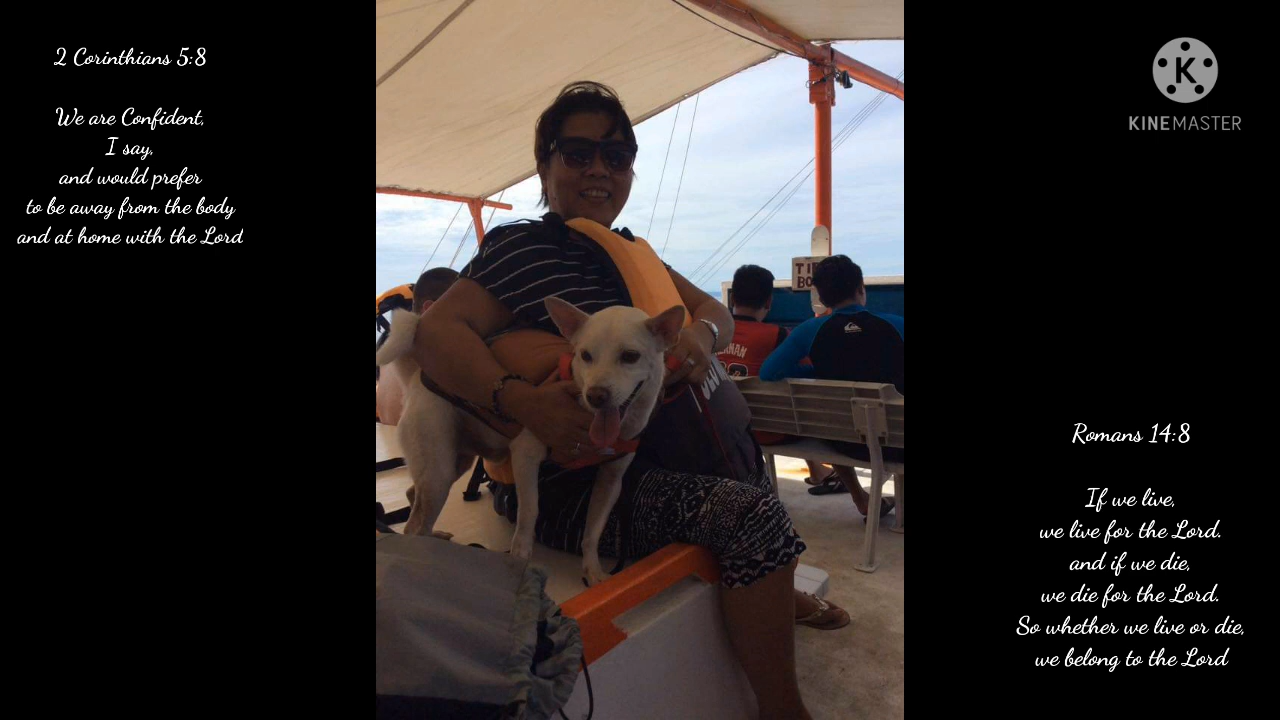 2 Corinthians 5:8
We are Confident,
I say,
and would prefer
to be away from the body
and at home with the Lord
KINEMASTER
Romans 14:8
If we live,
we live for the Lord.
and if we die,
we die for the Lord.
So whether we live or die,
we belong to the Lord